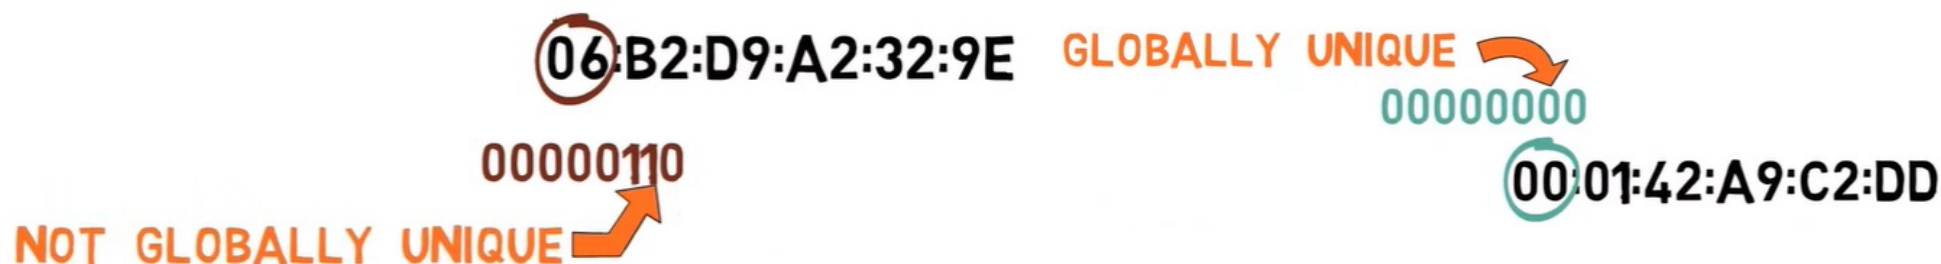 06:B2:D9:A2:32:9E
00000110
NOT GLOBALLY UNIQUE
GLOBALLY UNIQUE
00000000
00:01:42:A9:C2:DD